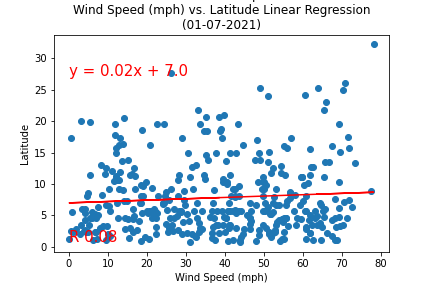 Wind Speed (mph) vs. Latitude Linear Regression
(01-07-2021)
y = 0.02x + 7.0
R 0.08
Latitude
30
25
20
15
10
5
0
0 10 20 30 40 50 60 70 80
Wind Speed (mph)